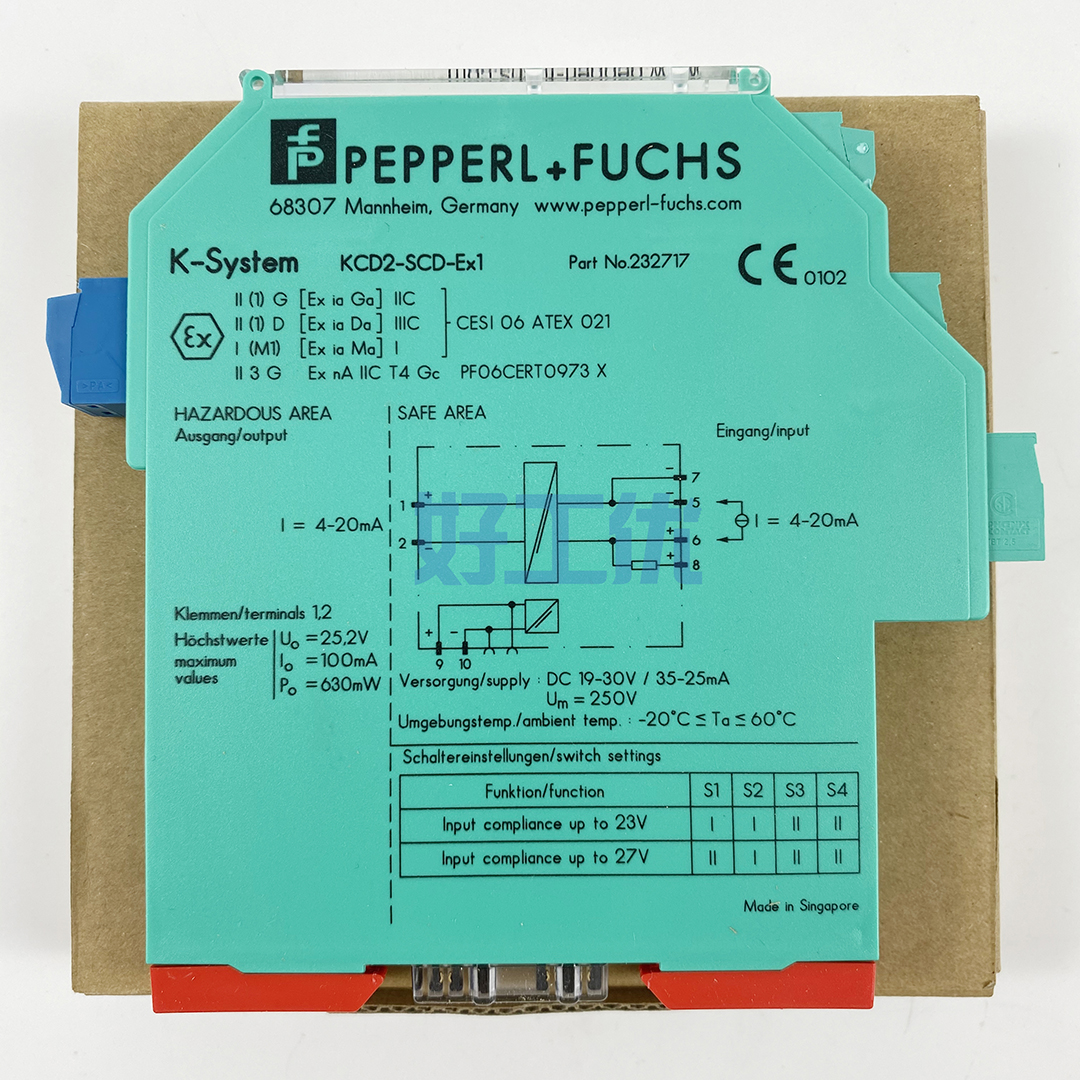 PEPPERL+FUCHS
68307 Mannheim, Germany www.pepperl-fuchs.com
K-System KCD2-SCD-Ex1 Part No.232717 CE 0102
II (1) G [Ex ia Ga] IIC
II (1) D [Ex ia Da] IIIC
I (M1) [Ex ia Ma] I
CESI 06 ATEX 021
Ex
II 3 G Ex nA IIC T4 Gc PF06CERT0973 X
HAZARDOUS AREA
Ausgang/output
SAFE AREA
Eingang/input
7
1 + − 5
I = 4-20mA
I = 4-20mA
2 − + 6
+ 8
好工优
+ −
9 10
Klemmen/terminals 1,2
Höchstwerte
maximum
values
Uo =25,2V
Io =100mA
Po =630mW
Versorgung/supply : DC 19-30V / 35-25mA
Um = 250V
Umgebungstemp./ambient temp. : -20°C ≤ Ta ≤ 60°C
Schaltereinstellungen/switch settings
Funktion/function S1 S2 S3 S4
Input compliance up to 23V I I II II
Input compliance up to 27V II I II II
Made in Singapore
>PA<